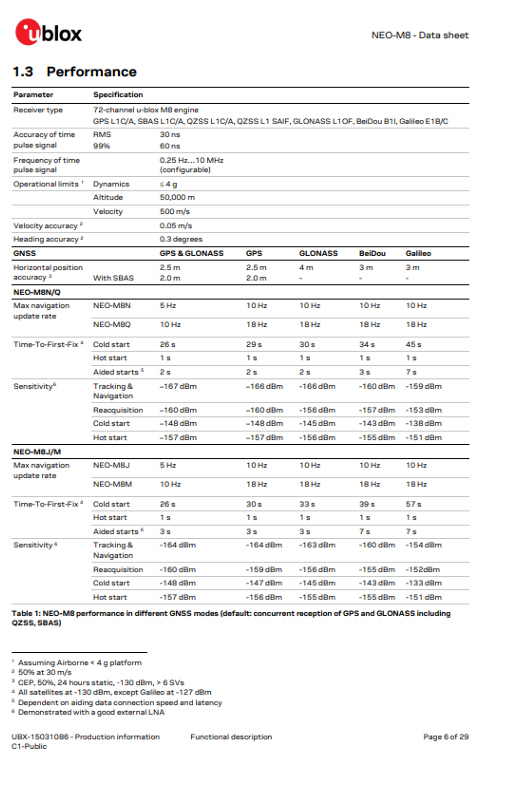 ublox
NEO-M8 - Data sheet
1.3 Performance
Parameter Specification
Receiver type 72-channel u-blox M8 engine
GPS L1C/A, SBAS L1C/A, QZSS L1C/A, QZSS L1 SAIF, GLONASS L1OF, BeiDou B1I, Galileo E1B/C
Accuracy of time RMS 30 ns
pulse signal 99% 60 ns
Frequency of time 0.25 Hz…10 MHz
pulse signal (configurable)
Operational limits 1 Dynamics ≤ 4 g
Altitude 50,000 m
Velocity 500 m/s
Velocity accuracy 2 0.05 m/s
Heading accuracy 2 0.3 degrees
GNSS GPS & GLONASS GPS GLONASS BeiDou Galileo
Horizontal position 2.5 m 2.5 m 4 m 3 m 3 m
accuracy 3 With SBAS 2.0 m 2.0 m - - -
NEO-M8N/Q
Max navigation NEO-M8N 5 Hz 10 Hz 10 Hz 10 Hz 10 Hz
update rate
NEO-M8Q 10 Hz 18 Hz 18 Hz 18 Hz 18 Hz
Time-To-First-Fix 4 Cold start 26 s 29 s 30 s 34 s 45 s
Hot start 1 s 1 s 1 s 1 s 1 s
Aided starts 5 2 s 2 s 2 s 3 s 7 s
Sensitivity 6 Tracking & –167 dBm –166 dBm -166 dBm -160 dBm -159 dBm
Navigation
Reacquisition –160 dBm –160 dBm -156 dBm -157 dBm -153 dBm
Cold start –148 dBm –148 dBm -145 dBm -143 dBm -138 dBm
Hot start –157 dBm –157 dBm -156 dBm -155 dBm -151 dBm
NEO-M8J/M
Max navigation NEO-M8J 5 Hz 10 Hz 10 Hz 10 Hz 10 Hz
update rate
NEO-M8M 10 Hz 18 Hz 18 Hz 18 Hz 18 Hz
Time-To-First-Fix 4 Cold start 26 s 30 s 33 s 39 s 57 s
Hot start 1 s 1 s 1 s 1 s 1 s
Aided starts 6 3 s 3 s 3 s 7 s 7 s
Sensitivity 6 Tracking & -164 dBm -164 dBm -163 dBm -160 dBm -154 dBm
Navigation
Reacquisition -160 dBm -159 dBm -156 dBm -155 dBm -152dBm
Cold start -148 dBm -147 dBm -145 dBm -143 dBm -133 dBm
Hot start -157 dBm -156 dBm -155 dBm -155 dBm -151 dBm
Table 1: NEO-M8 performance in different GNSS modes (default: concurrent reception of GPS and GLONASS including
QZSS, SBAS)
1 Assuming Airborne < 4 g platform
2 50% at 30 m/s
3 CEP, 50%, 24 hours static, -130 dBm, > 6 SVs
4 All satellites at -130 dBm, except Galileo at -127 dBm
5 Dependent on aiding data connection speed and latency
6 Demonstrated with a good external LNA
UBX-15031086 - Production information Functional description Page 6 of 29
C1-Public